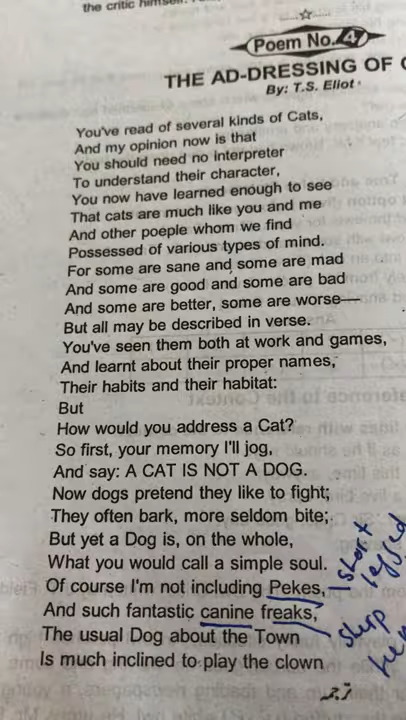 the critic himself.
Poem No. 4
THE AD-DRESSING OF
By: T.S. Eliot
You've read of several kinds of Cats,
And my opinion now is that
You should need no interpreter
To understand their character,
You now have learned enough to see
That cats are much like you and me
And other poeple whom we find
Possessed of various types of mind.
For some are sane and some are mad
And some are good and some are bad
And some are better, some are worse—
But all may be described in verse.
You've seen them both at work and games,
And learnt about their proper names,
Their habits and their habitat:
But
How would you address a Cat?
So first, your memory I'll jog,
And say: A CAT IS NOT A DOG.
Now dogs pretend they like to fight;
They often bark, more seldom bite;
But yet a Dog is, on the whole,
What you would call a simple soul.
Of course I'm not including Pekes,
short
legged
And such fantastic canine freaks,
The usual Dog about the Town
Is much inclined to play the clown